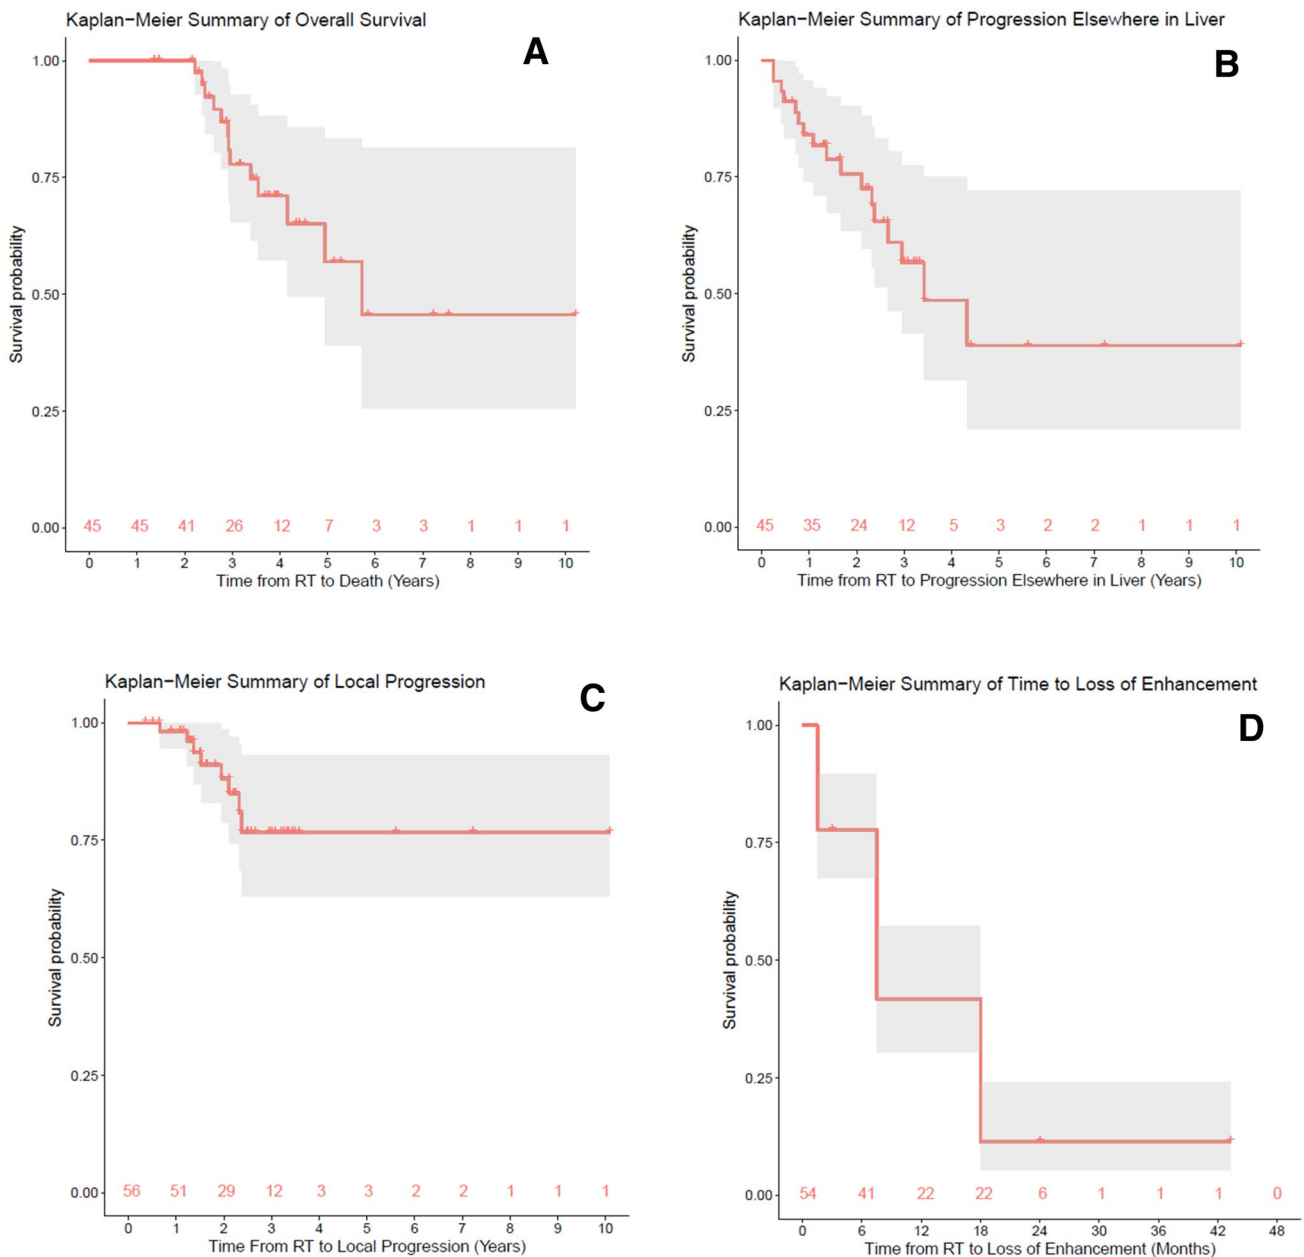 Kaplan−Meier Summary of Overall Survival
A
Survival probability
1.00
0.75
0.50
0.25
0.00
45 45 41 26 12 7 3 3 1 1 1
0 1 2 3 4 5 6 7 8 9 10
Time from RT to Death (Years)
Kaplan−Meier Summary of Progression Elsewhere in Liver
B
Survival probability
1.00
0.75
0.50
0.25
0.00
45 35 24 12 5 3 2 2 1 1 1
0 1 2 3 4 5 6 7 8 9 10
Time from RT to Progression Elsewhere in Liver (Years)
Kaplan−Meier Summary of Local Progression
C
Survival probability
1.00
0.75
0.50
0.25
0.00
56 51 29 12 3 3 2 2 1 1 1
0 1 2 3 4 5 6 7 8 9 10
Time From RT to Local Progression (Years)
Kaplan−Meier Summary of Time to Loss of Enhancement
D
Survival probability
1.00
0.75
0.50
0.25
0.00
54 41 22 22 6 1 1 1 0
0 6 12 18 24 30 36 42 48
Time from RT to Loss of Enhancement (Months)